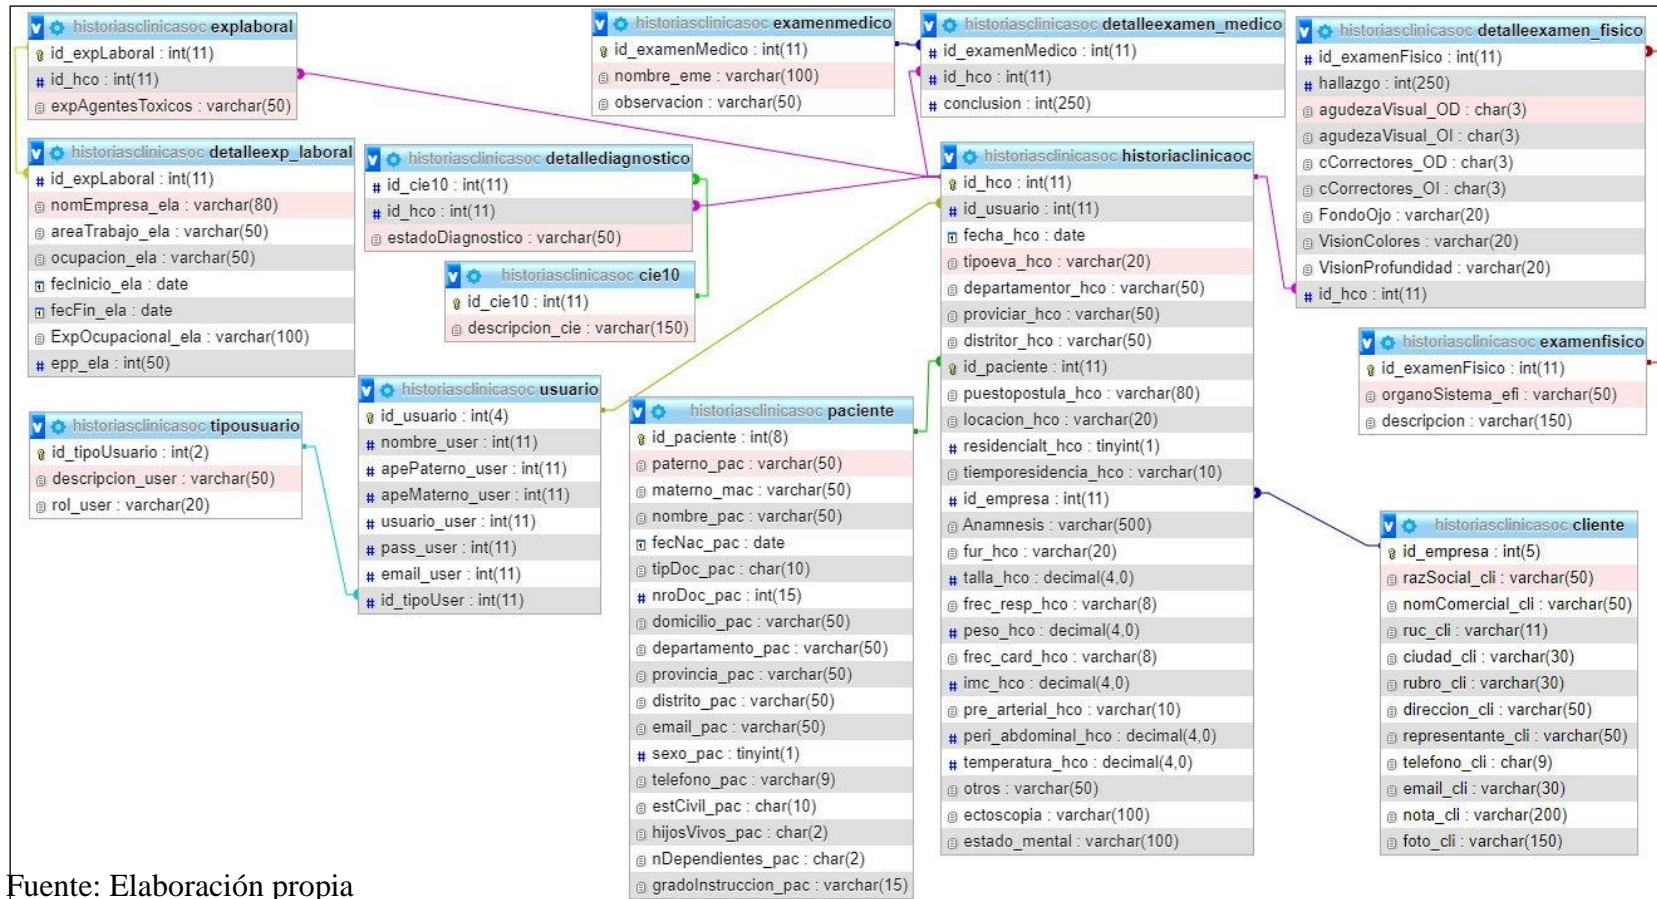 historiasclinicasoc explaboral
id_expLaboral : int(11)
id_hco : int(11)
expAgentesToxicos : varchar(50)
historiasclinicasoc detalleexp_laboral
id_expLaboral : int(11)
nomEmpresa_ela : varchar(80)
areaTrabajo_ela : varchar(50)
ocupacion_ela : varchar(50)
fecInicio_ela : date
fecFin_ela : date
ExpOcupacional_ela : varchar(100)
epp_ela : int(50)
historiasclinicasoc tipousuario
id_tipoUsuario : int(2)
descripcion_user : varchar(50)
rol_user : varchar(20)
historiasclinicasoc examenmedico
id_examenMedico : int(11)
nombre_eme : varchar(100)
observacion : varchar(50)
historiasclinicasoc detallediagnostico
id_cie10 : int(11)
id_hco : int(11)
estadoDiagnostico : varchar(50)
historiasclinicasoc cie10
id_cie10 : int(11)
descripcion_cie : varchar(150)
historiasclinicasoc usuario
id_usuario : int(4)
nombre_user : int(11)
apePaterno_user : int(11)
apeMaterno_user : int(11)
usuario_user : int(11)
pass_user : int(11)
email_user : int(11)
id_tipoUser : int(11)
historiasclinicasoc paciente
id_paciente : int(8)
paterno_pac : varchar(50)
materno_mac : varchar(50)
nombre_pac : varchar(50)
fecNac_pac : date
tipDoc_pac : char(10)
nroDoc_pac : int(15)
domicilio_pac : varchar(50)
departamento_pac : varchar(50)
provincia_pac : varchar(50)
distrito_pac : varchar(50)
email_pac : varchar(50)
sexo_pac : tinyint(1)
telefono_pac : varchar(9)
estCivil_pac : char(10)
hijosVivos_pac : char(2)
nDependientes_pac : char(2)
gradoInstruccion_pac : varchar(15)
historiasclinicasoc detalleexamen_medico
id_examenMedico : int(11)
id_hco : int(11)
conclusion : int(250)
historiasclinicasoc historiaclinicaoc
id_hco : int(11)
id_usuario : int(11)
fecha_hco : date
tipoeva_hco : varchar(20)
departamentor_hco : varchar(50)
proviciar_hco : varchar(50)
distritor_hco : varchar(50)
id_paciente : int(11)
puestopostula_hco : varchar(80)
locacion_hco : varchar(20)
residencialt_hco : tinyint(1)
tiemporesidencia_hco : varchar(10)
id_empresa : int(11)
Anamnesis : varchar(500)
fur_hco : varchar(20)
talla_hco : decimal(4,0)
frec_resp_hco : varchar(8)
peso_hco : decimal(4,0)
frec_card_hco : varchar(8)
imc_hco : decimal(4,0)
pre_arterial_hco : varchar(10)
peri_abdominal_hco : decimal(4,0)
temperatura_hco : decimal(4,0)
otros : varchar(50)
ectoscopia : varchar(100)
estado_mental : varchar(100)
historiasclinicasoc detalleexamen_fisico
id_examenFisico : int(11)
hallazgo : int(250)
agudezaVisual_OD : char(3)
agudezaVisual_OI : char(3)
cCorrectores_OD : char(3)
cCorrectores_OI : char(3)
FondoOjo : varchar(20)
VisionColores : varchar(20)
VisionProfundidad : varchar(20)
id_hco : int(11)
historiasclinicasoc examenfisico
id_examenFisico : int(11)
organoSistema_efi : varchar(50)
descripcion : varchar(150)
historiasclinicasoc cliente
id_empresa : int(5)
razSocial_cli : varchar(50)
nomComercial_cli : varchar(50)
ruc_cli : varchar(11)
ciudad_cli : varchar(30)
rubro_cli : varchar(30)
direccion_cli : varchar(50)
representante_cli : varchar(50)
telefono_cli : char(9)
email_cli : varchar(30)
nota_cli : varchar(200)
foto_cli : varchar(150)
Fuente: Elaboración propia